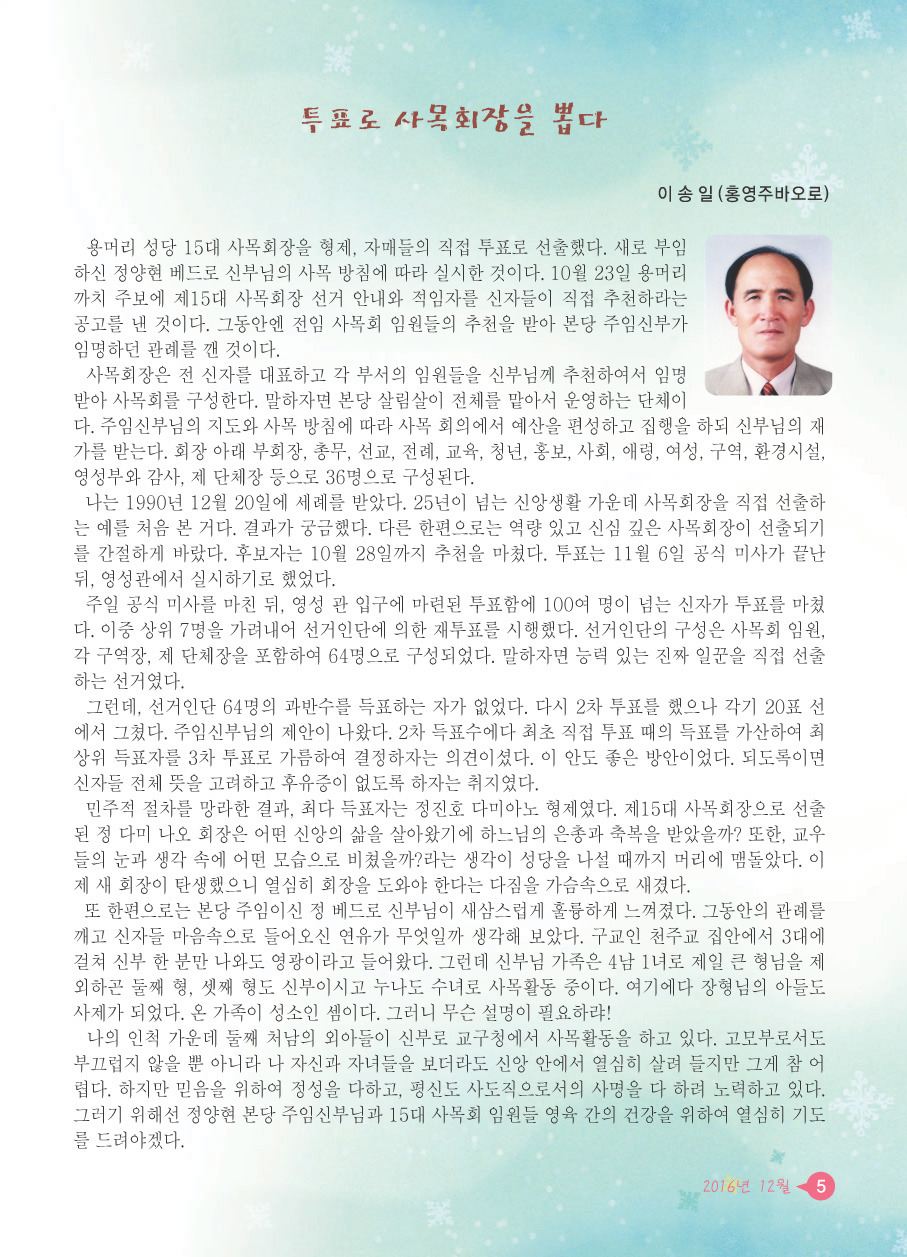 투표로 사목회장을 뽑다
이 송 일 (홍영주바오로)
용머리 성당 15대 사목회장을 형제, 자매들의 직접 투표로 선출했다. 새로 부임
하신 정양현 베드로 신부님의 사목 방침에 따라 실시한 것이다. 10월 23일 용머리
까치 주보에 제15대 사목회장 선거 안내와 적임자를 신자들이 직접 추천하라는
공고를 낸 것이다. 그동안엔 전임 사목회 임원들의 추천을 받아 본당 주임신부가
임명하던 관례를 깬 것이다.
사목회장은 전 신자를 대표하고 각 부서의 임원들을 신부님께 추천하여서 임명
받아 사목회를 구성한다. 말하자면 본당 살림살이 전체를 맡아서 운영하는 단체이
다. 주임신부님의 지도와 사목 방침에 따라 사목 회의에서 예산을 편성하고 집행을 하되 신부님의 재
가를 받는다. 회장 아래 부회장, 총무, 선교, 전례, 교육, 청년, 홍보, 사회, 애령, 여성, 구역, 환경시설,
영성부와 감사, 제 단체장 등으로 36명으로 구성된다.
나는 1990년 12월 20일에 세례를 받았다. 25년이 넘는 신앙생활 가운데 사목회장을 직접 선출하
는 예를 처음 본 거다. 결과가 궁금했다. 다른 한편으로는 역량 있고 신심 깊은 사목회장이 선출되기
를 간절하게 바랐다. 후보자는 10월 28일까지 추천을 마쳤다. 투표는 11월 6일 공식 미사가 끝난
뒤, 영성관에서 실시하기로 했었다.
주일 공식 미사를 마친 뒤, 영성 관 입구에 마련된 투표함에 100여 명이 넘는 신자가 투표를 마쳤
다. 이중 상위 7명을 가려내어 선거인단에 의한 재투표를 시행했다. 선거인단의 구성은 사목회 임원,
각 구역장, 제 단체장을 포함하여 64명으로 구성되었다. 말하자면 능력 있는 진짜 일꾼을 직접 선출
하는 선거였다.
그런데, 선거인단 64명의 과반수를 득표하는 자가 없었다. 다시 2차 투표를 했으나 각기 20표 선
에서 그쳤다. 주임신부님의 제안이 나왔다. 2차 득표수에다 최초 직접 투표 때의 득표를 가산하여 최
상위 득표자를 3차 투표로 가름하여 결정하자는 의견이셨다. 이 안도 좋은 방안이었다. 되도록이면
신자들 전체 뜻을 고려하고 후유증이 없도록 하자는 취지였다.
민주적 절차를 망라한 결과, 최다 득표자는 정진호 다미아노 형제였다. 제15대 사목회장으로 선출
된 정 다미 나오 회장은 어떤 신앙의 삶을 살아왔기에 하느님의 은총과 축복을 받았을까? 또한, 교우
들의 눈과 생각 속에 어떤 모습으로 비쳤을까?라는 생각이 성당을 나설 때까지 머리에 맴돌았다. 이
제 새 회장이 탄생했으니 열심히 회장을 도와야 한다는 다짐을 가슴속으로 새겼다.
또 한편으로는 본당 주임이신 정 베드로 신부님이 새삼스럽게 훌륭하게 느껴졌다. 그동안의 관례를
깨고 신자들 마음속으로 들어오신 연유가 무엇일까 생각해 보았다. 구교인 천주교 집안에서 3대에
걸쳐 신부 한 분만 나와도 영광이라고 들어왔다. 그런데 신부님 가족은 4남 1녀로 제일 큰 형님을 제
외하곤 둘째 형, 셋째 형도 신부이시고 누나도 수녀로 사목활동 중이다. 여기에다 장형님의 아들도
사제가 되었다. 온 가족이 성소인 셈이다. 그러니 무슨 설명이 필요하랴!
나의 인척 가운데 둘째 처남의 외아들이 신부로 교구청에서 사목활동을 하고 있다. 고모부로서도
부끄럽지 않을 뿐 아니라 나 자신과 자녀들을 보더라도 신앙 안에서 열심히 살려 들지만 그게 참 어
렵다. 하지만 믿음을 위하여 정성을 다하고, 평신도 사도직으로서의 사명을 다 하려 노력하고 있다.
그러기 위해선 정양현 본당 주임신부님과 15대 사목회 임원들 영육 간의 건강을 위하여 열심히 기도
를 드려야겠다.
2016년 12월 5